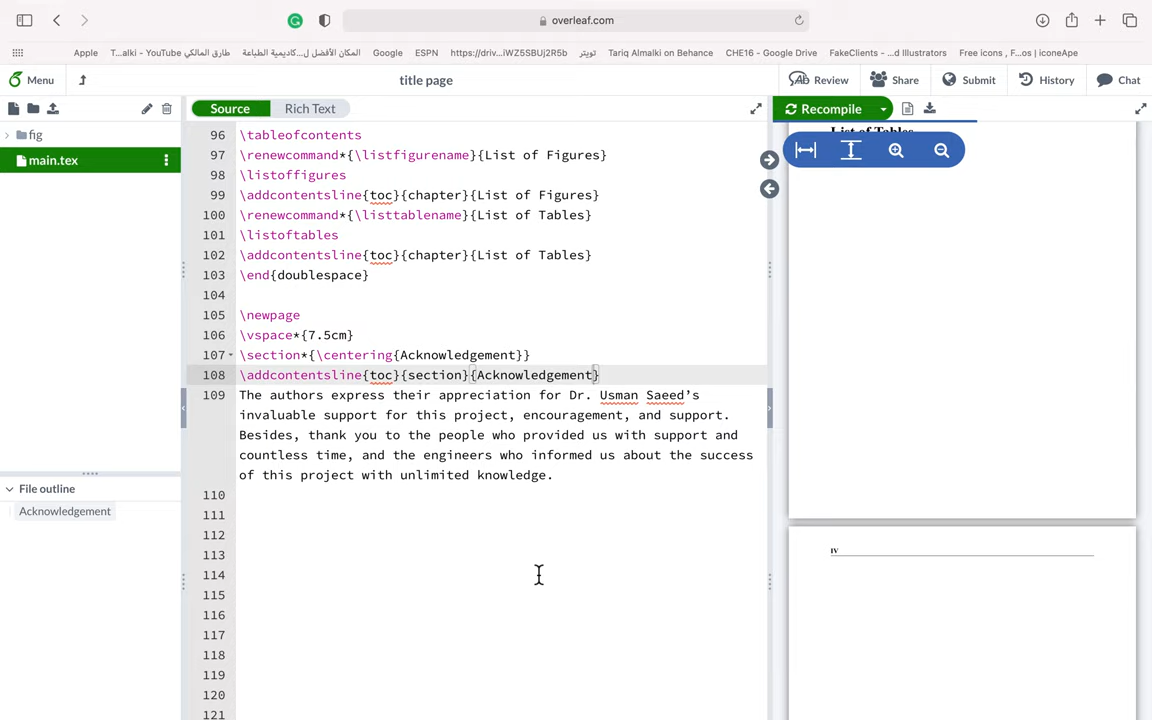 overleaf.com
Apple
T...alki - YouTube طارق المالكي
المكان الأفضل ل...كاديمية الطباعة
Google
ESPN
https://driv...iWZ5SBUj2R5b
تويتر
Tariq Almalki on Behance
CHE16 - Google Drive
FakeClients - ...d Illustrators
Free icons , F...os | iconeApe
Menu
title page
Review
Share
Submit
History
Chat
Source
Rich Text
Recompile
fig
main.tex
96 \tableofcontents
97 \renewcommand*{\listfigurename}{List of Figures}
98 \listoffigures
99 \addcontentsline{toc}{chapter}{List of Figures}
100 \renewcommand*{\listtablename}{List of Tables}
101 \listoftables
102 \addcontentsline{toc}{chapter}{List of Tables}
103 \end{doublespace}
104
105 \newpage
106 \vspace*{7.5cm}
107 \section*{\centering{Acknowledgement}}
108 \addcontentsline{toc}{section}{Acknowledgement}
109 The authors express their appreciation for Dr. Usman Saeed’s
invaluable support for this project, encouragement, and support.
Besides, thank you to the people who provided us with support and
countless time, and the engineers who informed us about the success
of this project with unlimited knowledge.
110
111
112
113
114
115
116
117
118
119
120
121
File outline
Acknowledgement
List of Tables
IV